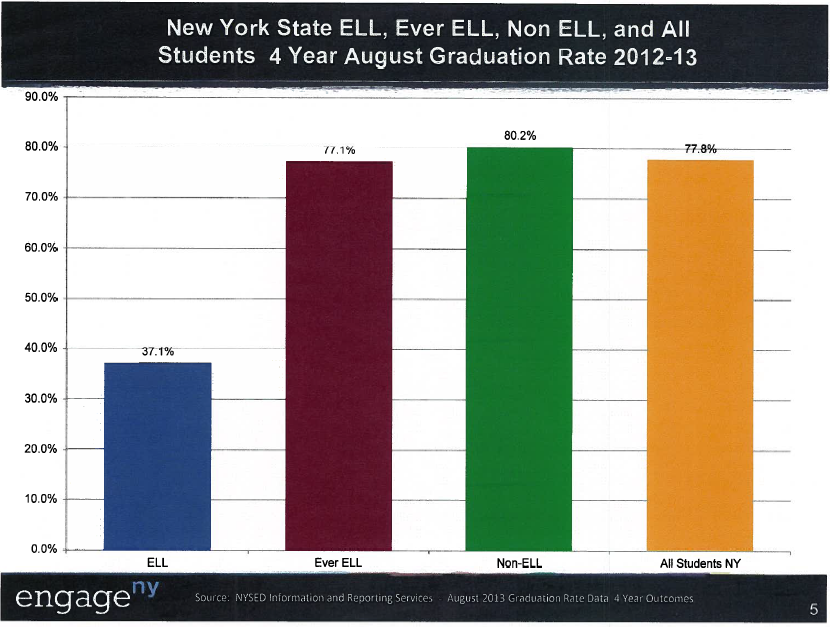 New York State ELL, Ever ELL, Non ELL, and All
Students 4 Year August Graduation Rate 2012-13
90.0%
80.0%
70.0%
60.0%
50.0%
40.0%
30.0%
20.0%
10.0%
0.0%
37.1%
77.1%
80.2%
77.8%
ELL
Ever ELL
Non-ELL
All Students NY
engageny
Source: NYSED Information and Reporting Services August 2013 Graduation Rate Data 4 Year Outcomes
5